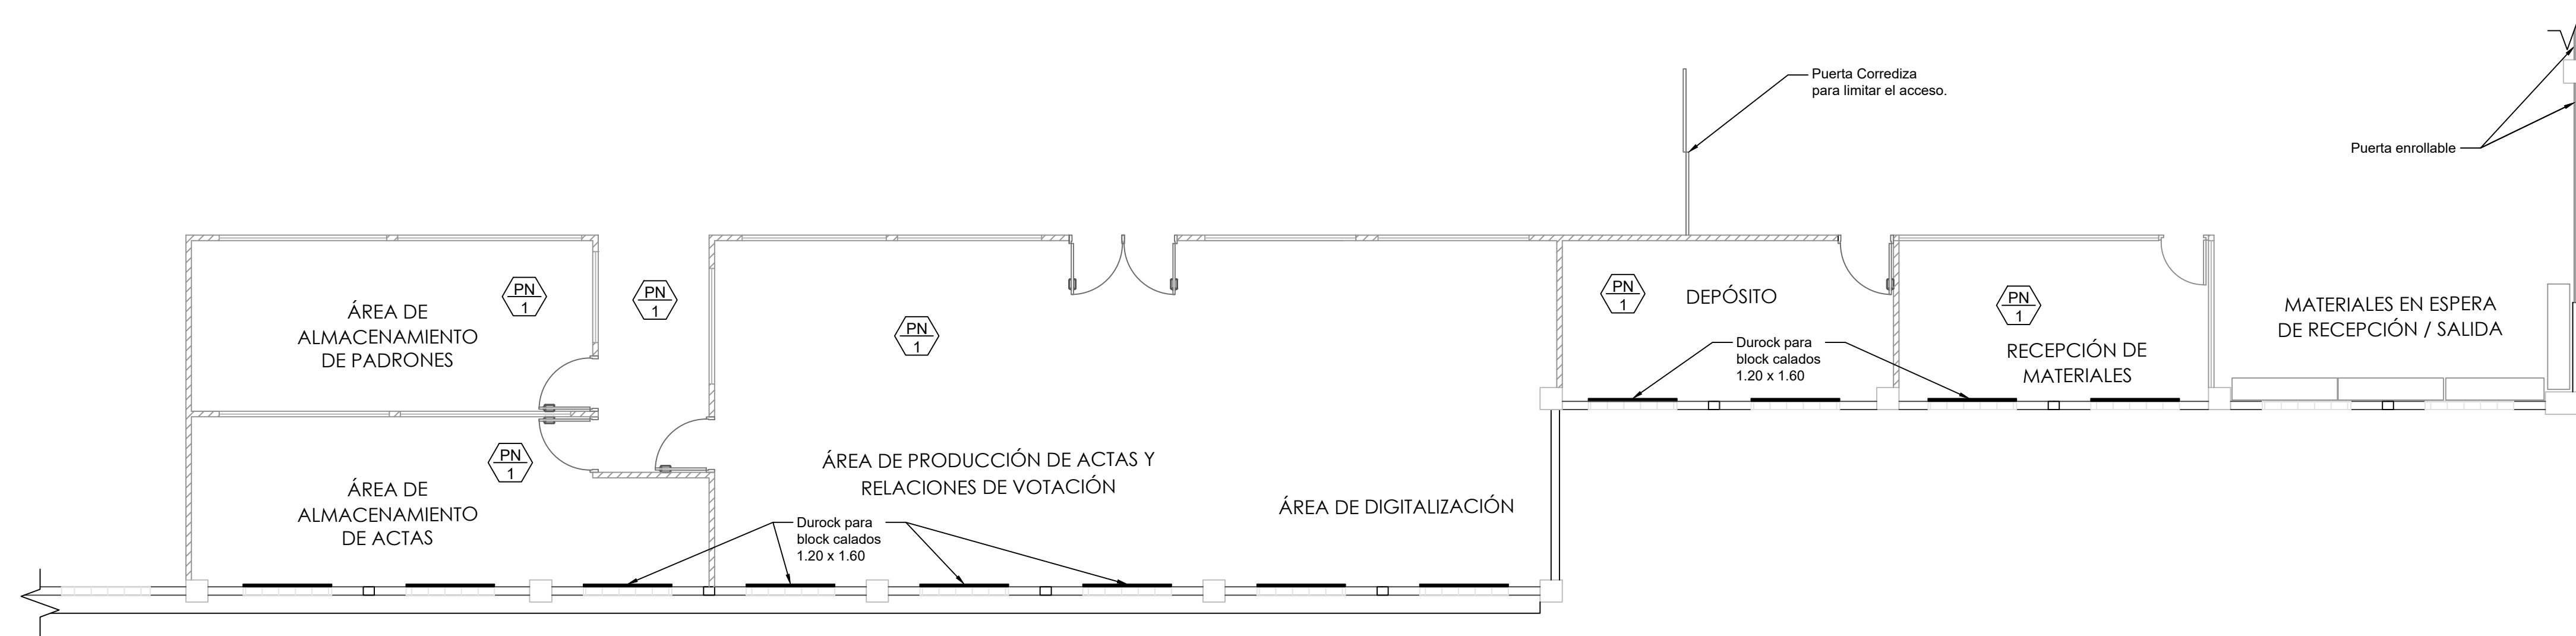 Puerta Corrediza
para limitar el acceso.
Puerta enrollable
PN
1
ÁREA DE
ALMACENAMIENTO
DE PADRONES
PN
1
PN
1
PN
1
DEPÓSITO
PN
1
RECEPCIÓN DE
MATERIALES
MATERIALES EN ESPERA
DE RECEPCIÓN / SALIDA
Durock para
block calados
1.20 x 1.60
PN
1
ÁREA DE
ALMACENAMIENTO
DE ACTAS
ÁREA DE PRODUCCIÓN DE ACTAS Y
RELACIONES DE VOTACIÓN
ÁREA DE DIGITALIZACIÓN
Durock para
block calados
1.20 x 1.60